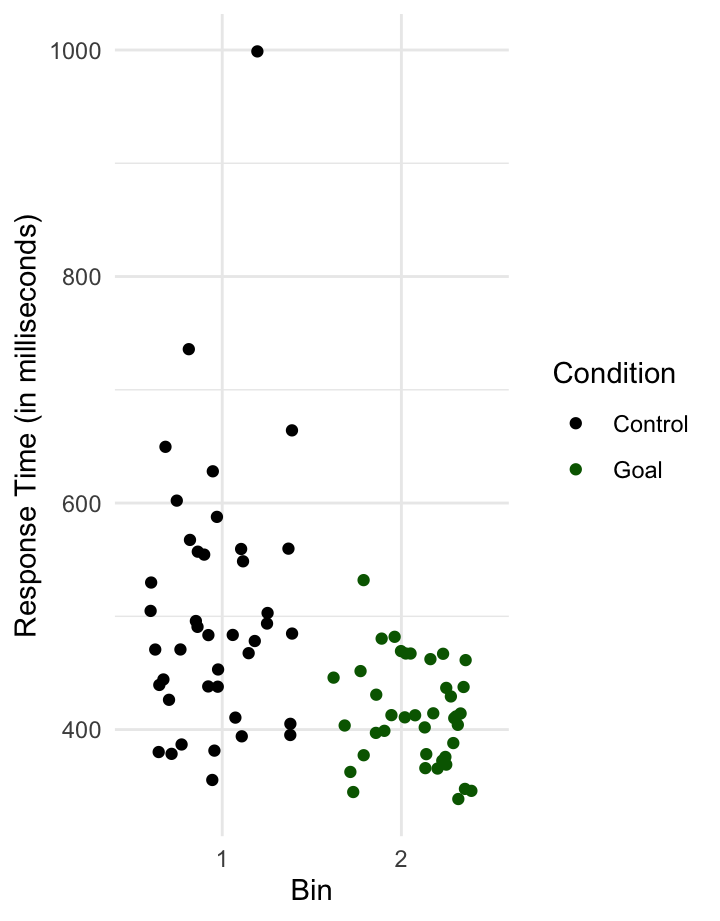 1000
800
600
400
Response Time (in milliseconds)
1
2
Bin
Condition
Control
Goal